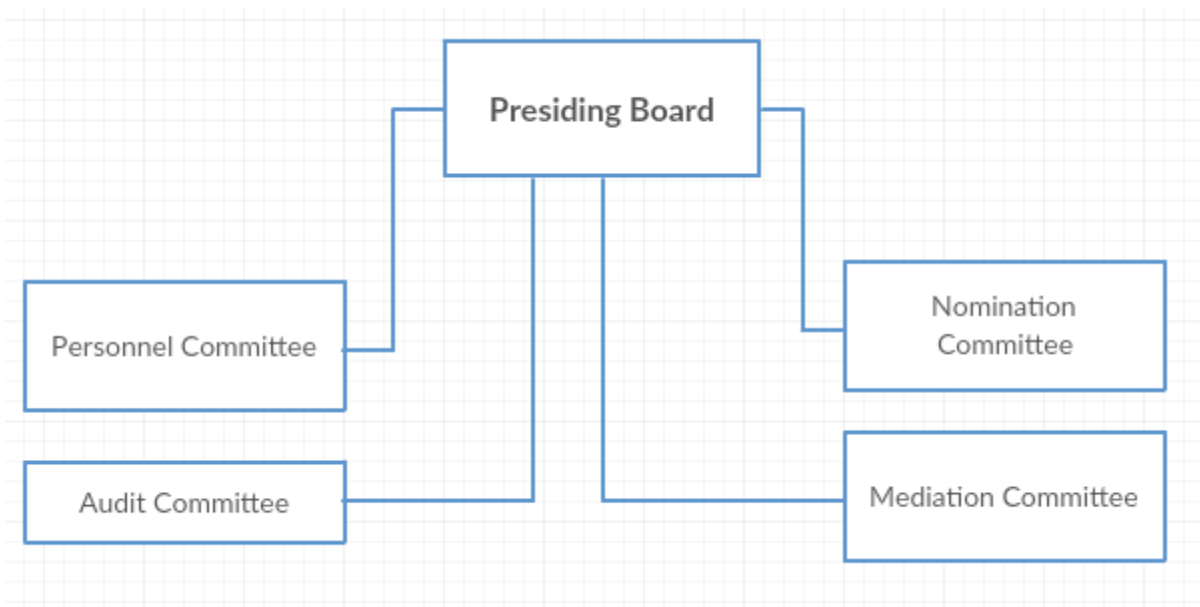 Presiding Board
Personnel Committee
Nomination
Committee
Audit Committee
Mediation Committee